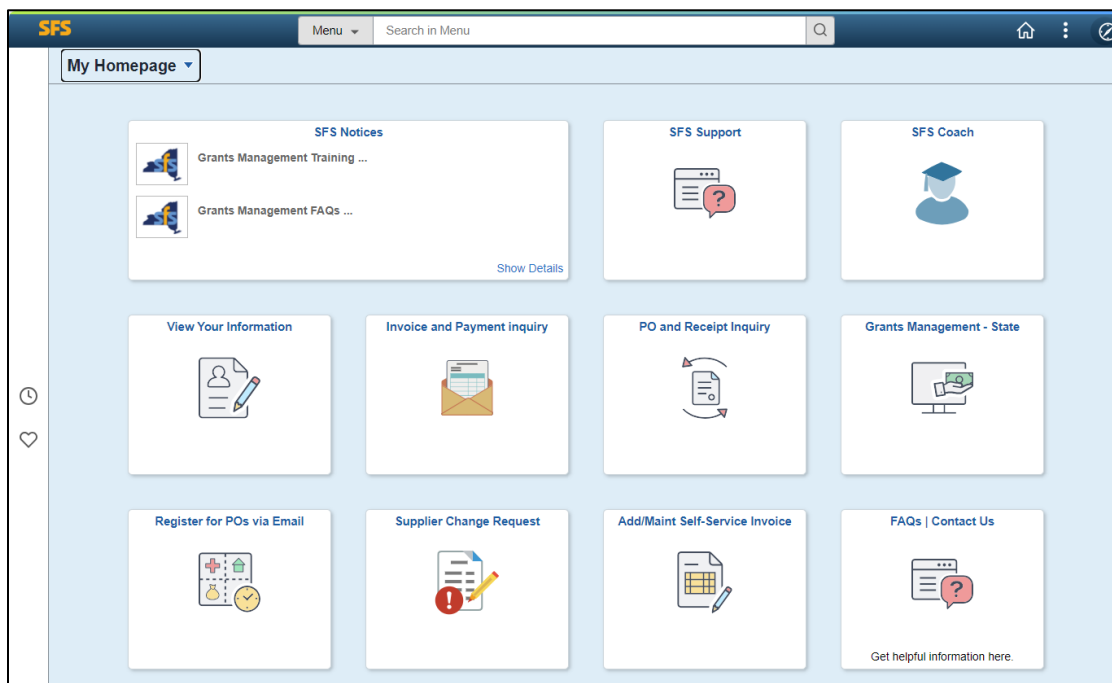 SFS
Menu
Search in Menu
My Homepage
SFS Notices
SFS Support
SFS Coach
sfs
Grants Management Training ...
sfs
Grants Management FAQs ...
?
Show Details
View Your Information
Invoice and Payment inquiry
PO and Receipt Inquiry
Grants Management - State
Register for POs via Email
Supplier Change Request
Add/Maint Self-Service Invoice
FAQs | Contact Us
!
?
Get helpful information here.